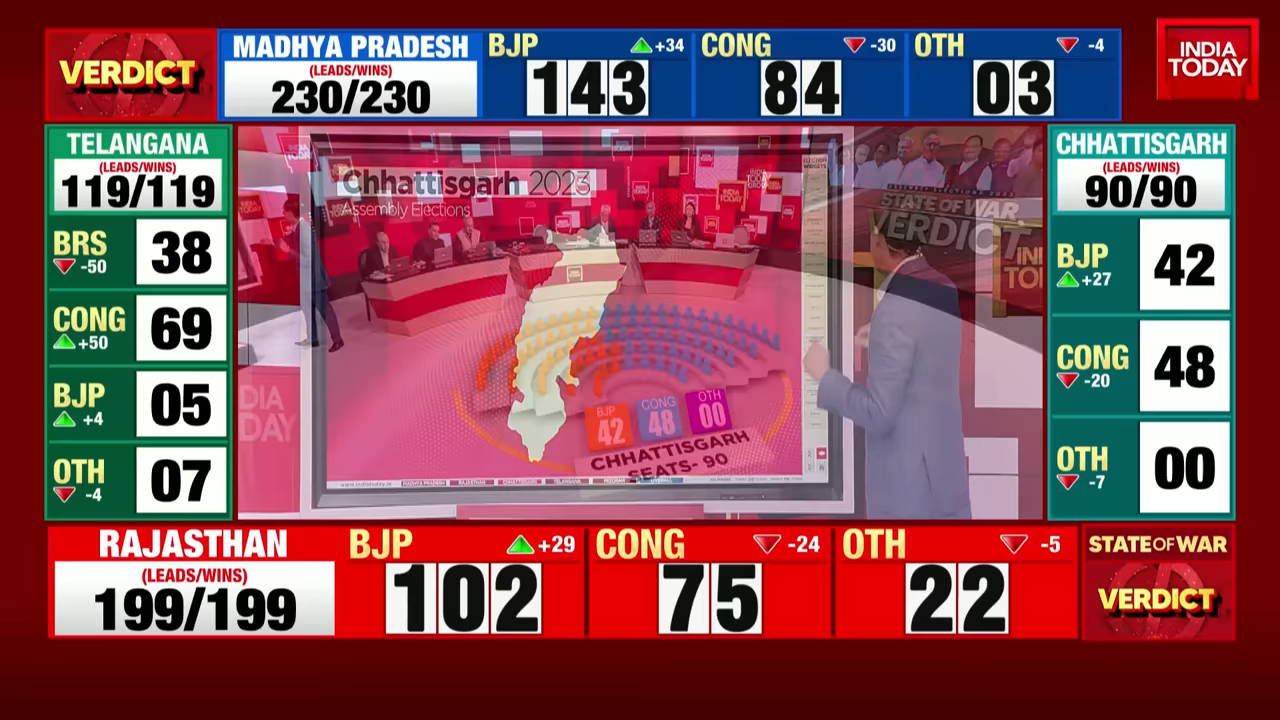 VERDICT
MADHYA PRADESH
(LEADS/WINS)
230/230
BJP
+34
143
CONG
-30
84
OTH
-4
03
INDIA
TODAY
TELANGANA
(LEADS/WINS)
119/119
BRS
-50
38
CONG
+50
69
BJP
+4
05
OTH
-4
07
Chhattisgarh 2023
Assembly Elections
STATE OF WAR
VERDICT
BJP
42
CONG
48
OTH
00
CHHATTISGARH
SEATS- 90
CHHATTISGARH
(LEADS/WINS)
90/90
BJP
+27
42
CONG
-20
48
OTH
-7
00
RAJASTHAN
(LEADS/WINS)
199/199
BJP
+29
102
CONG
-24
75
OTH
-5
22
STATE OF WAR
VERDICT